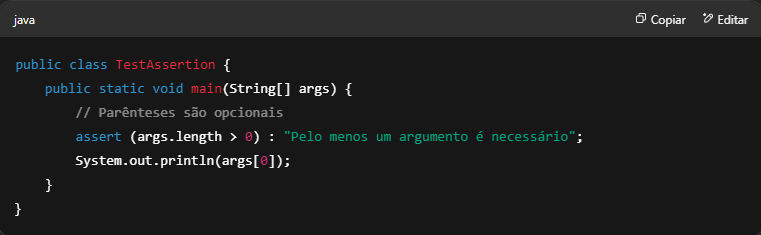 java Copiar Editar
public class TestAssertion {
    public static void main(String[] args) {
        // Parênteses são opcionais
        assert (args.length > 0) : "Pelo menos um argumento é necessário";
        System.out.println(args[0]);
    }
}